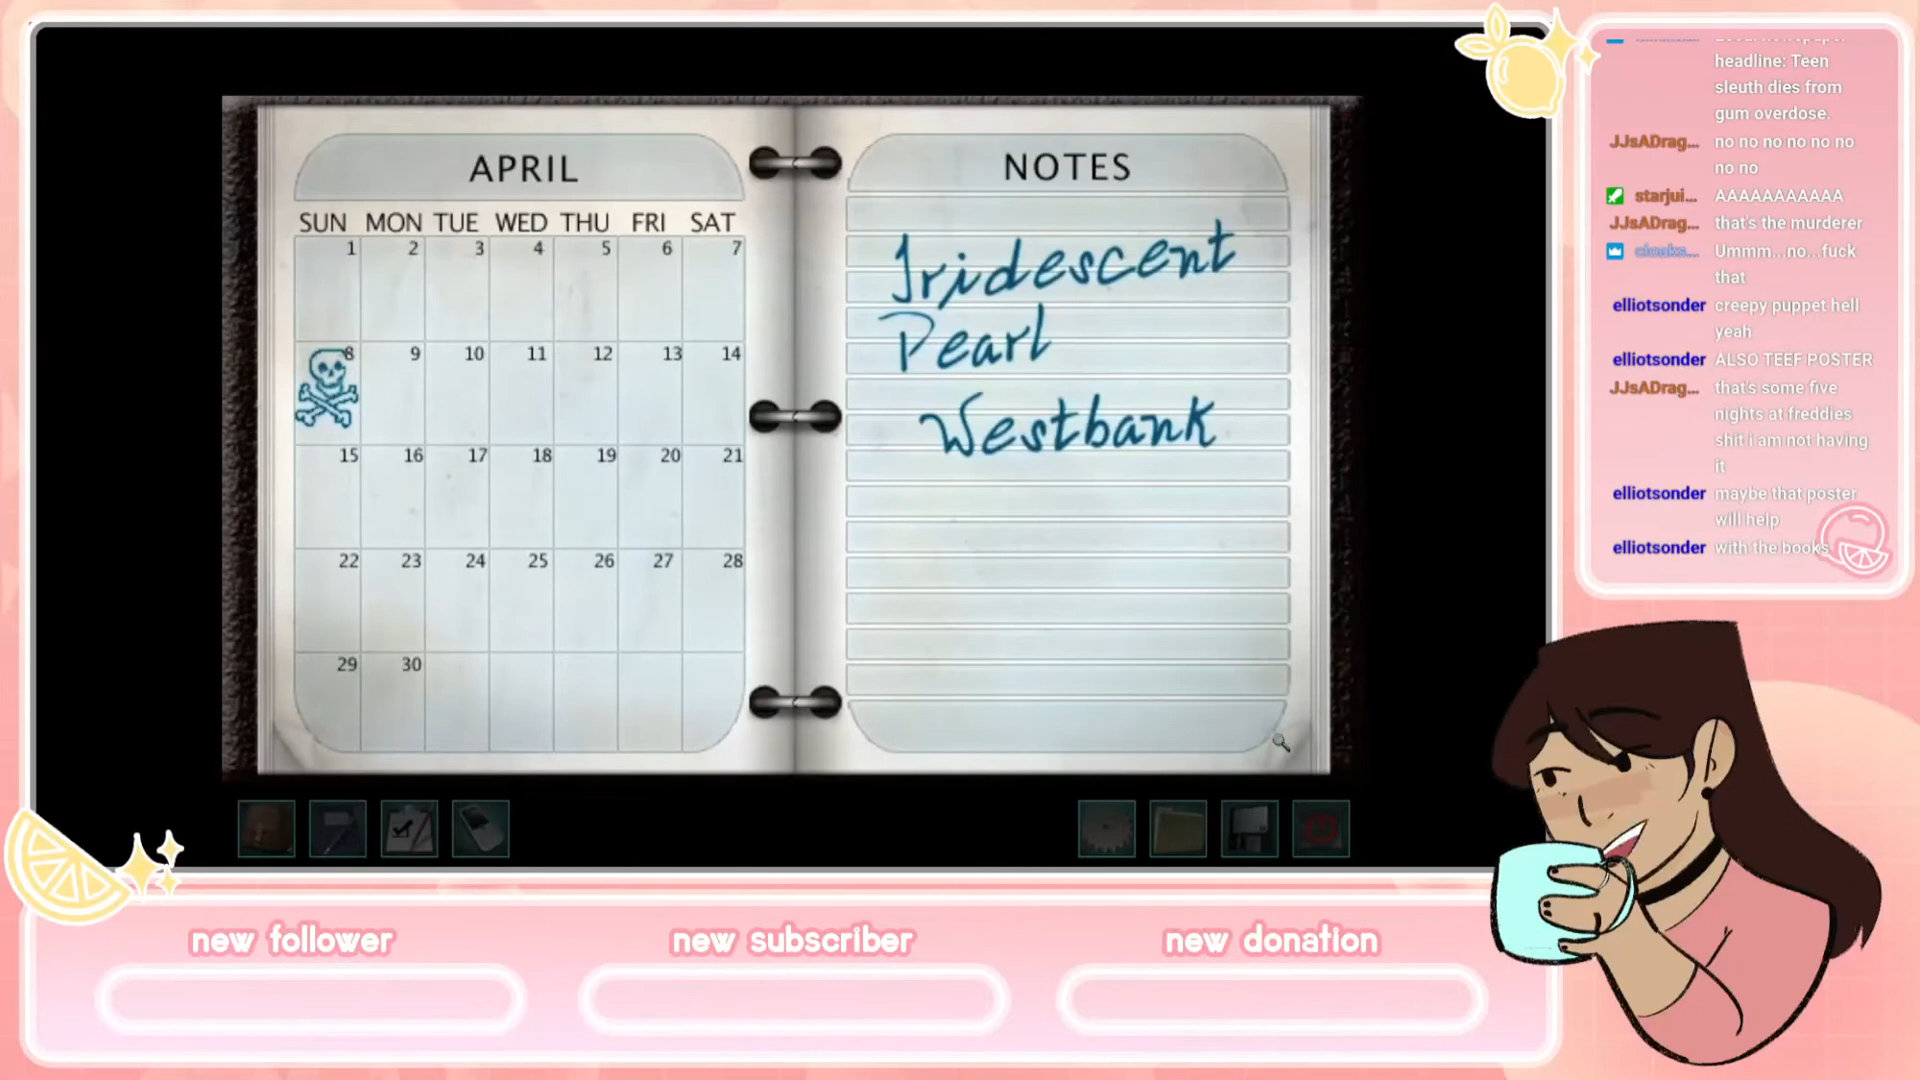 APRIL
SUN MON TUE WED THU FRI SAT
1 2 3 4 5 6 7
8 9 10 11 12 13 14
15 16 17 18 19 20 21
22 23 24 25 26 27 28
29 30
NOTES
Iridescent
Pearl
Westbank
headline: Teen
sleuth dies from
gum overdose.
JJsADrag... no no no no no no
no no
starjui... AAAAAAAAAAA
JJsADrag... that's the murderer
cloaks... Ummm...no...fuck
that
elliotsonder creepy puppet hell
yeah
elliotsonder ALSO TEEF POSTER
JJsADrag... that's some five
nights at freddies
shit i am not having
it
elliotsonder maybe that poster
will help
elliotsonder with the books
new follower
new subscriber
new donation